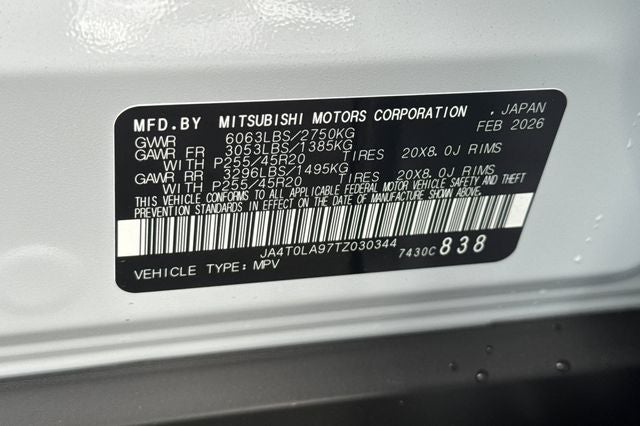 MFD.BY MITSUBISHI MOTORS CORPORATION , JAPAN
GVWR 6063LBS/2750KG FEB 2026
GAWR FR 3053LBS/1385KG
WITH P255/45R20 TIRES 20X8.0J RIMS
GAWR RR 3296LBS/1495KG
WITH P255/45R20 TIRES 20X8.0J RIMS
THIS VEHICLE CONFORMS TO ALL APPLICABLE FEDERAL MOTOR VEHICLE SAFETY AND THEFT
PREVENTION STANDARDS IN EFFECT ON THE DATE OF MANUFACTURE SHOWN ABOVE.
JA4T0LA97TZ030344
VEHICLE TYPE: MPV 7430C 838